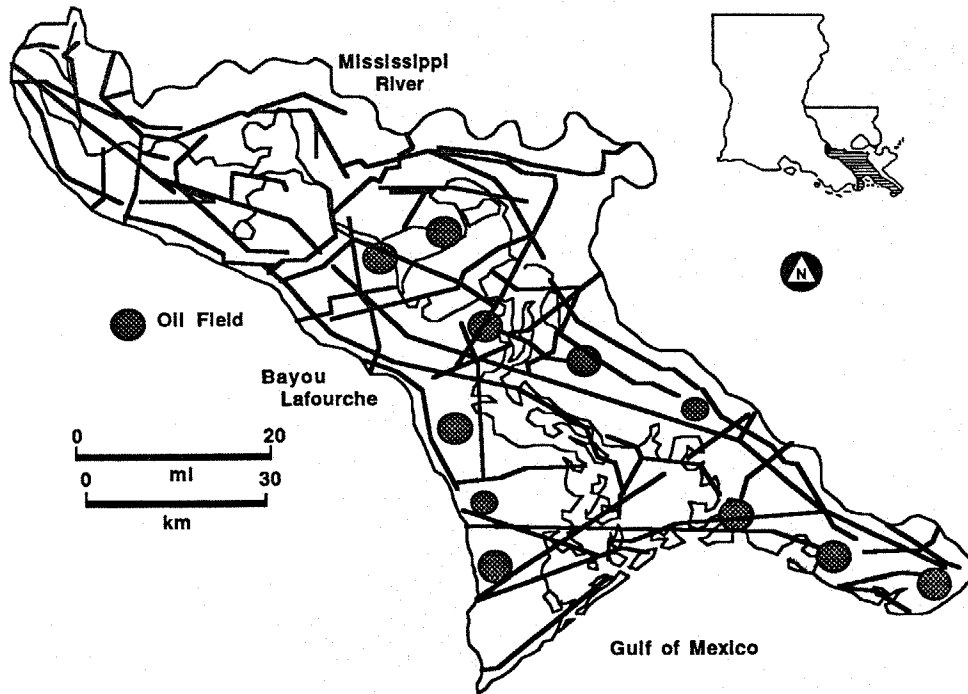 Mississippi
River
N
Oil Field
Bayou
Lafourche
0 20
mi
0 30
km
Gulf of Mexico